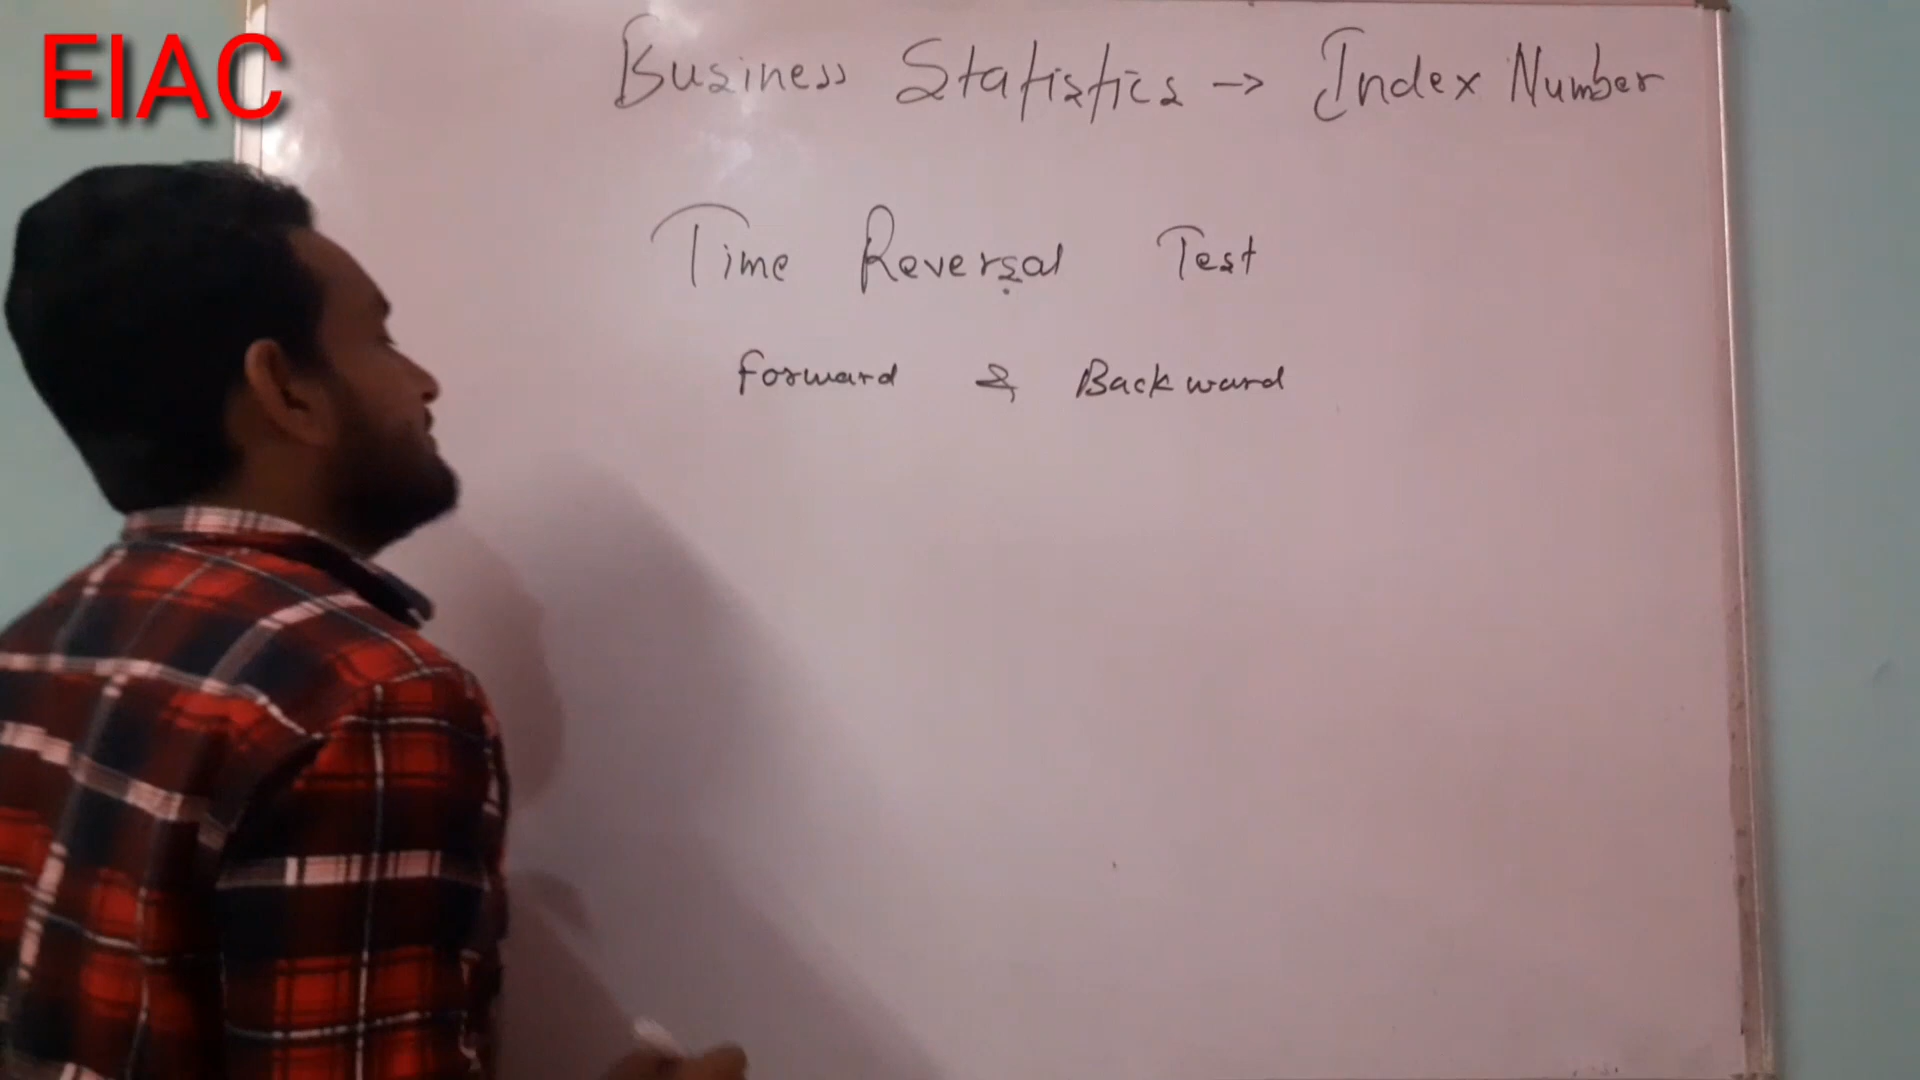 EIAC
Business Statistics -> Index Number
Time Reversal Test
Forward & Backward